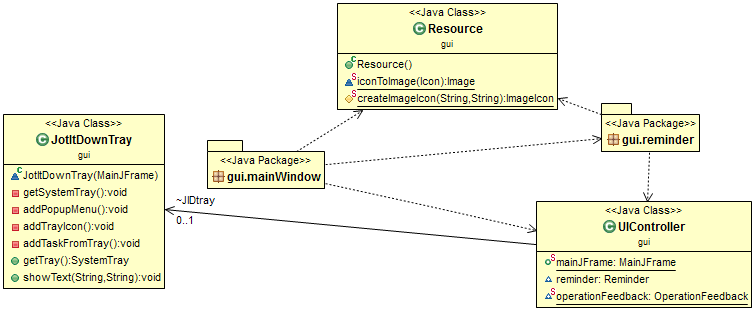 <<Java Class>>
Resource
gui
Resource()
iconToImage(Icon):Image
createImageIcon(String,String):ImageIcon
<<Java Class>>
JotItDownTray
gui
JotItDownTray(MainJFrame)
getSystemTray():void
addPopupMenu():void
addTrayIcon():void
addTaskFromTray():void
getTray():SystemTray
showText(String,String):void
<<Java Package>>
gui.mainWindow
<<Java Package>>
gui.reminder
~JIDtray
0..1
<<Java Class>>
UIController
gui
mainJFrame: MainJFrame
reminder: Reminder
operationFeedback: OperationFeedback